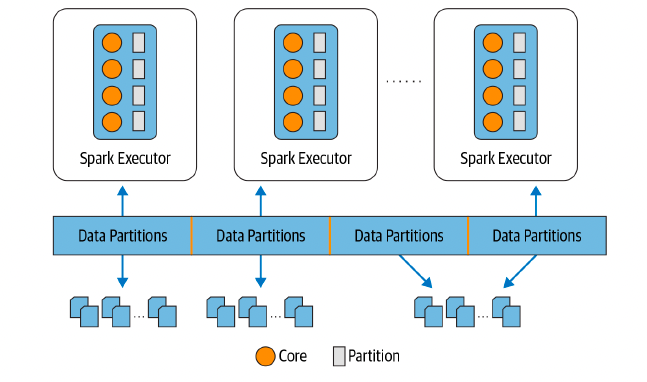 Spark Executor
Spark Executor
......
Spark Executor
Data Partitions
Data Partitions
Data Partitions
Data Partitions
...
...
...
Core
Partition